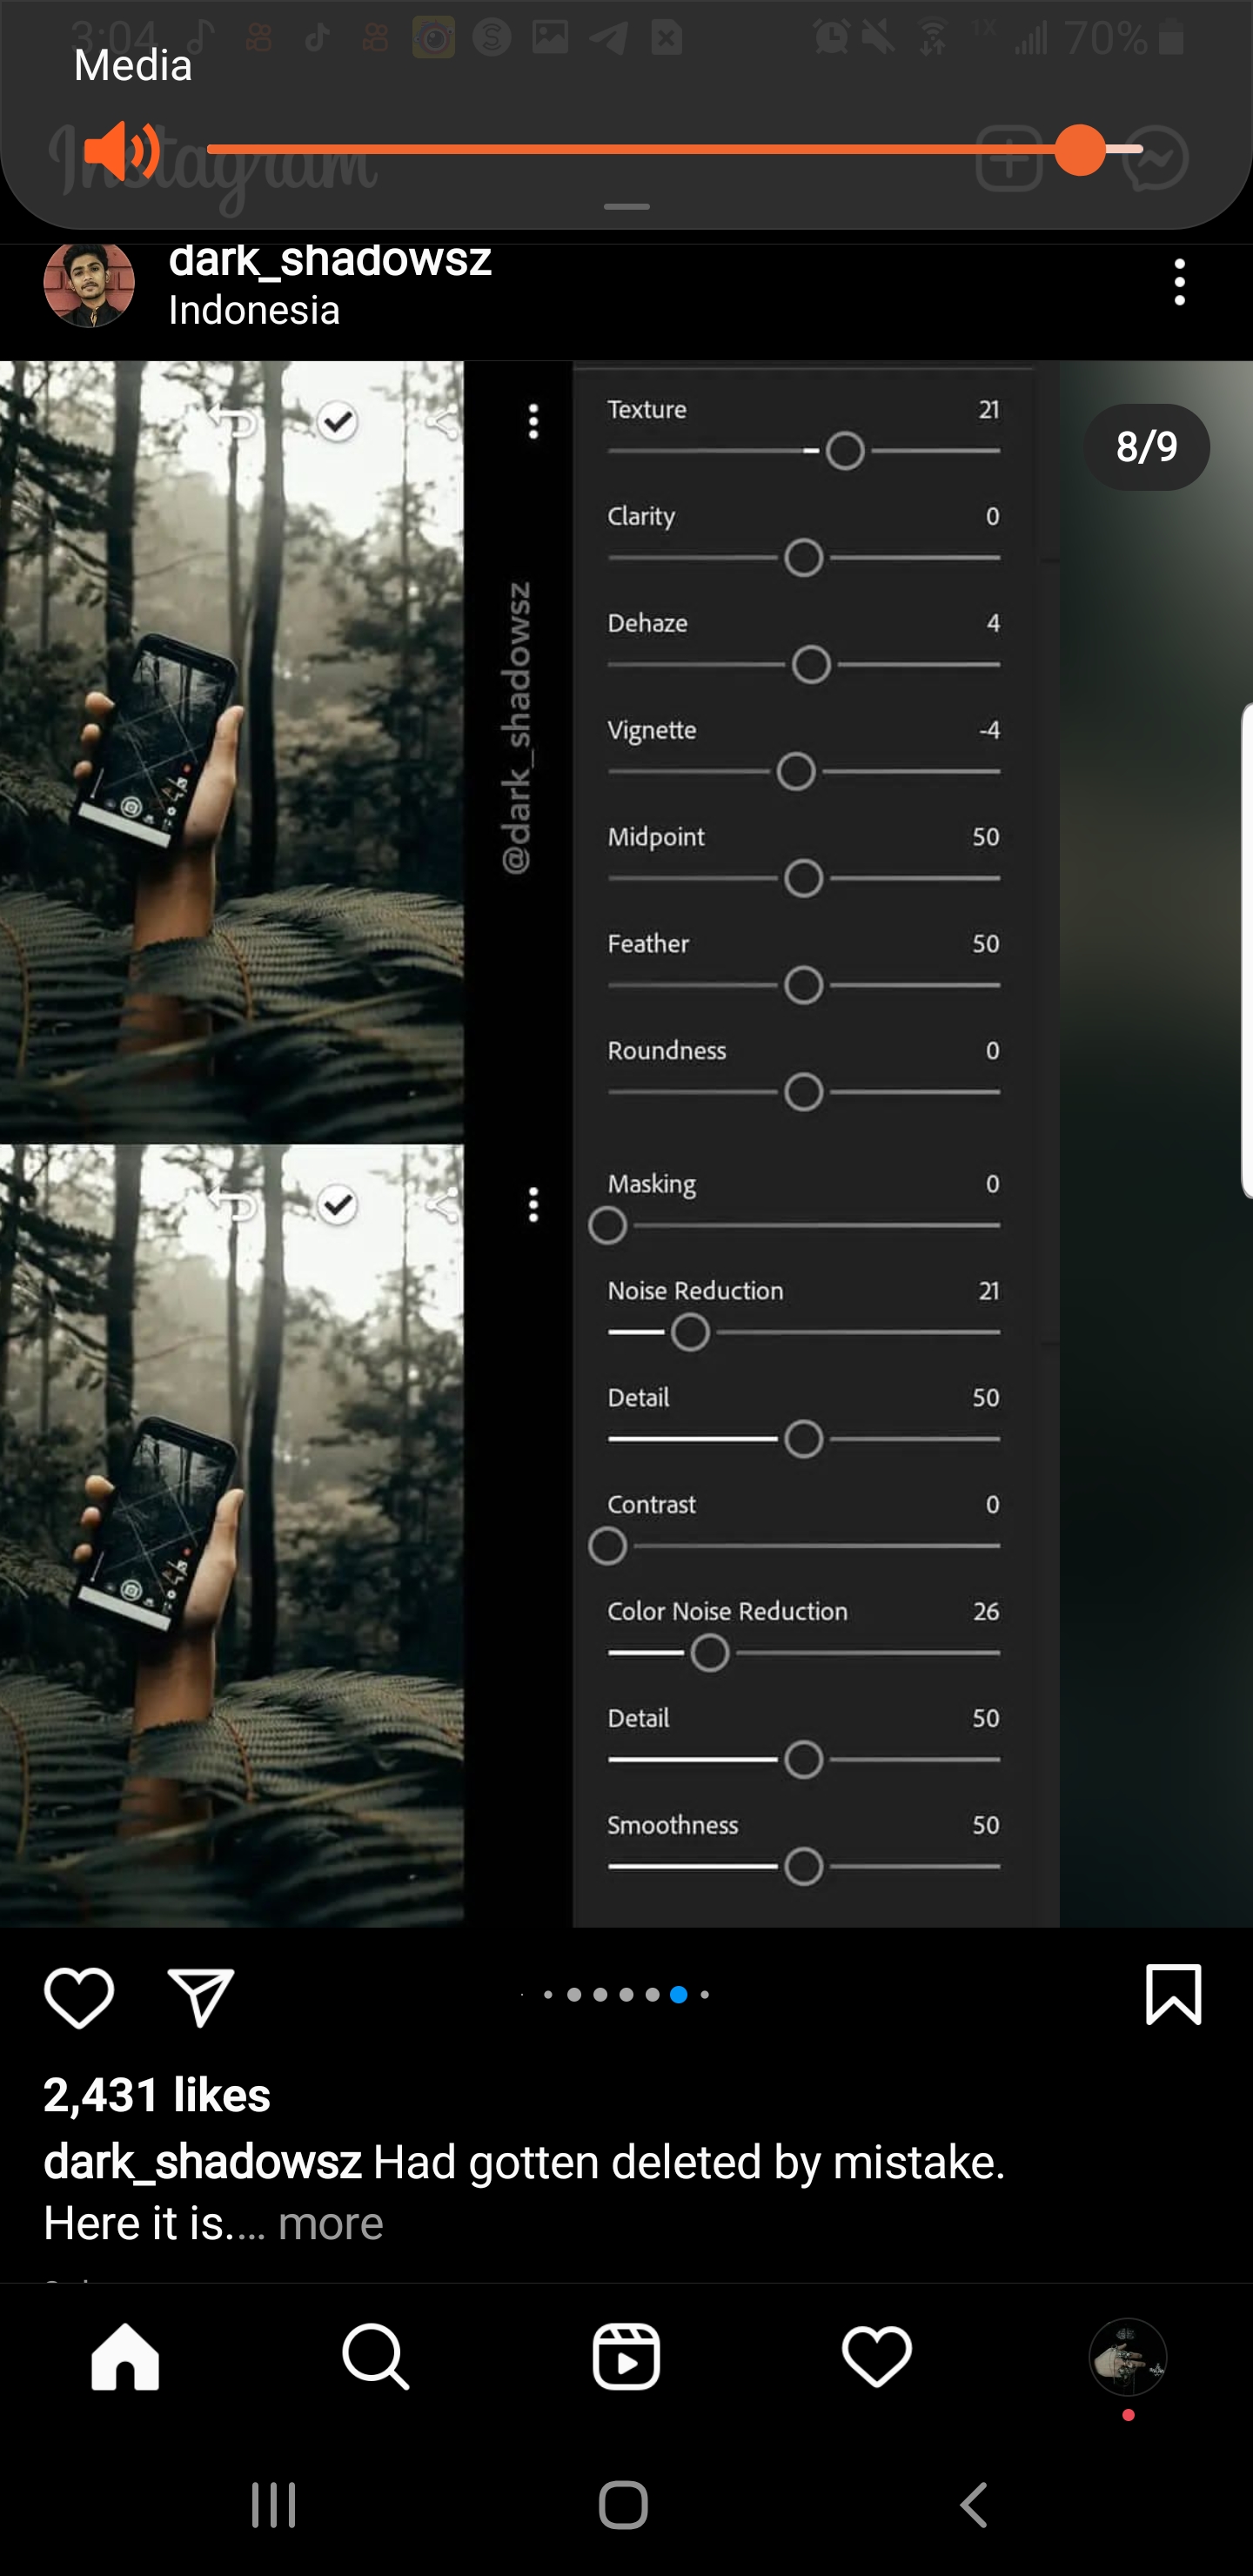 3:04
1X
70%
Media
Instagram
dark_shadowsz
Indonesia
8/9
@dark_shadowsz
Texture 21
Clarity 0
Dehaze 4
Vignette -4
Midpoint 50
Feather 50
Roundness 0
Masking 0
Noise Reduction 21
Detail 50
Contrast 0
Color Noise Reduction 26
Detail 50
Smoothness 50
2,431 likes
dark_shadowsz Had gotten deleted by mistake.
Here it is.... more